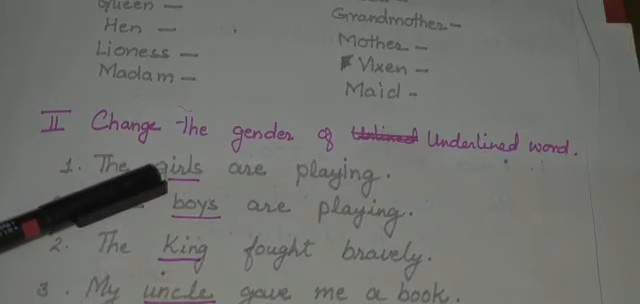 Queen -
Hen -
Lioness -
Madam -
Grandmother -
Mother -
Vixen -
Maid -
II Change The gender of Underlined word.
1. The girls are playing.
boys are playing.
2. The King fought bravely.
3. My uncle gave me a book.